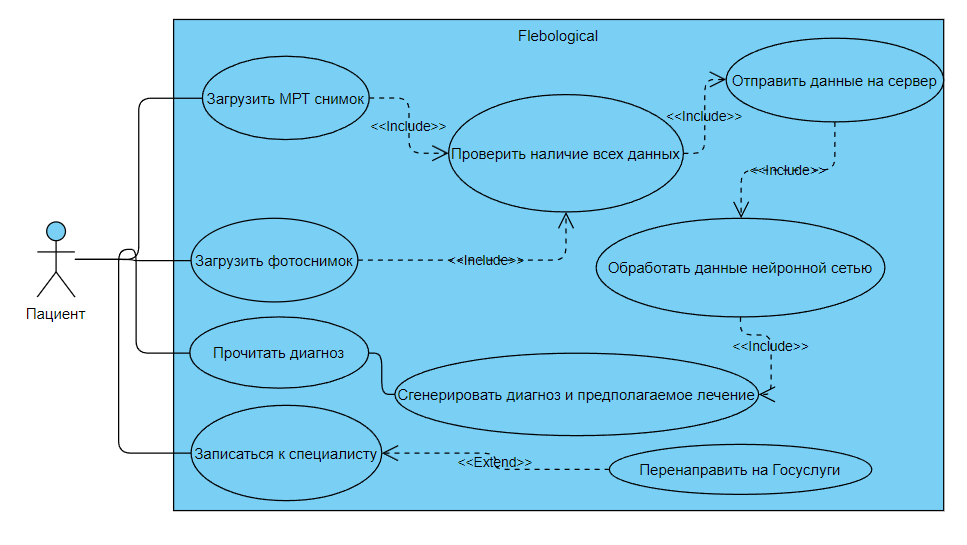 Flebological
Отправить данные на сервер
Загрузить МРТ снимок
<<Include>>
<<Include>>
Проверить наличие всех данных
<<Include>>
Загрузить фотоснимок
<<Include>>
Обработать данные нейронной сетью
Пациент
<<Include>>
Прочитать диагноз
Сгенерировать диагноз и предполагаемое лечение
Записаться к специалисту
<<Extend>>
Перенаправить на Госуслуги